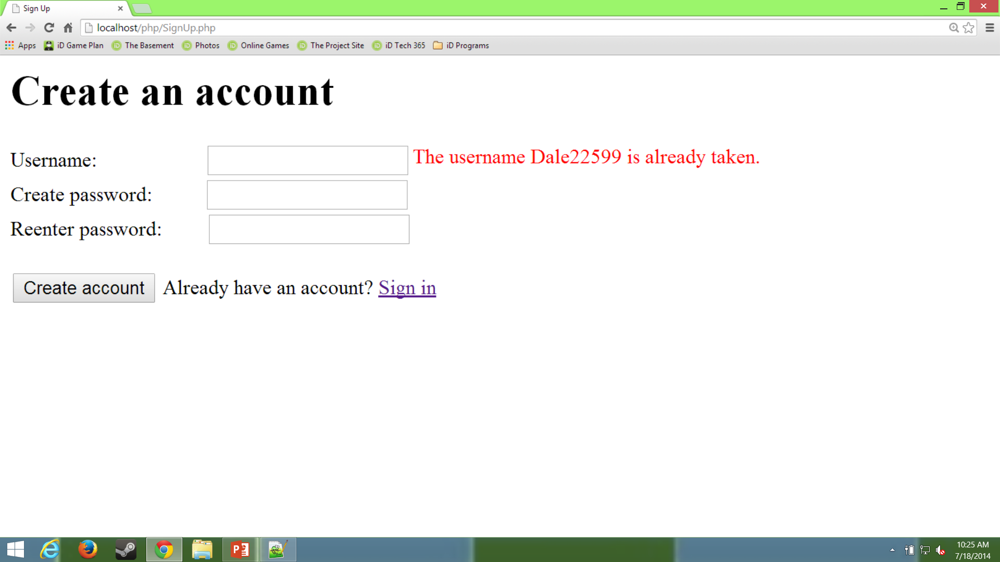 Sign Up
localhost/php/SignUp.php
Apps iD Game Plan The Basement Photos Online Games The Project Site iD Tech 365 iD Programs
Create an account
Username: The username Dale22599 is already taken.
Create password:
Reenter password:
Create account Already have an account? Sign in
10:25 AM
7/18/2014